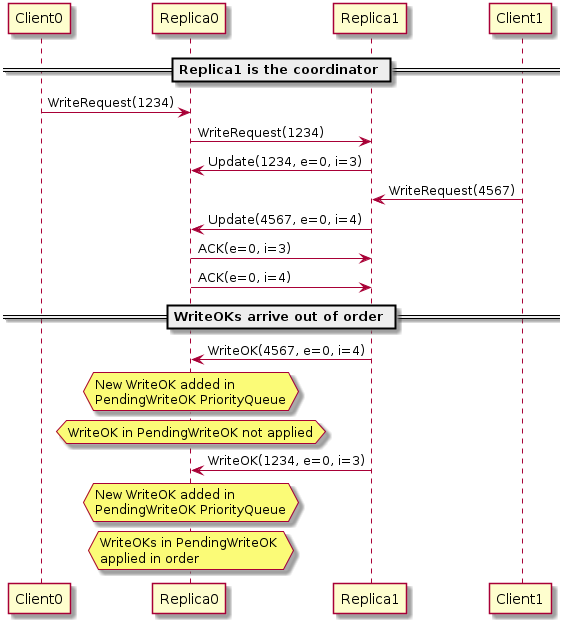 Client0 Replica0 Replica1 Client1
Replica1 is the coordinator
WriteRequest(1234)
WriteRequest(1234)
Update(1234, e=0, i=3)
WriteRequest(4567)
Update(4567, e=0, i=4)
ACK(e=0, i=3)
ACK(e=0, i=4)
WriteOKs arrive out of order
WriteOK(4567, e=0, i=4)
New WriteOK added in
PendingWriteOK PriorityQueue
WriteOK in PendingWriteOK not applied
WriteOK(1234, e=0, i=3)
New WriteOK added in
PendingWriteOK PriorityQueue
WriteOKs in PendingWriteOK
applied in order
Client0 Replica0 Replica1 Client1